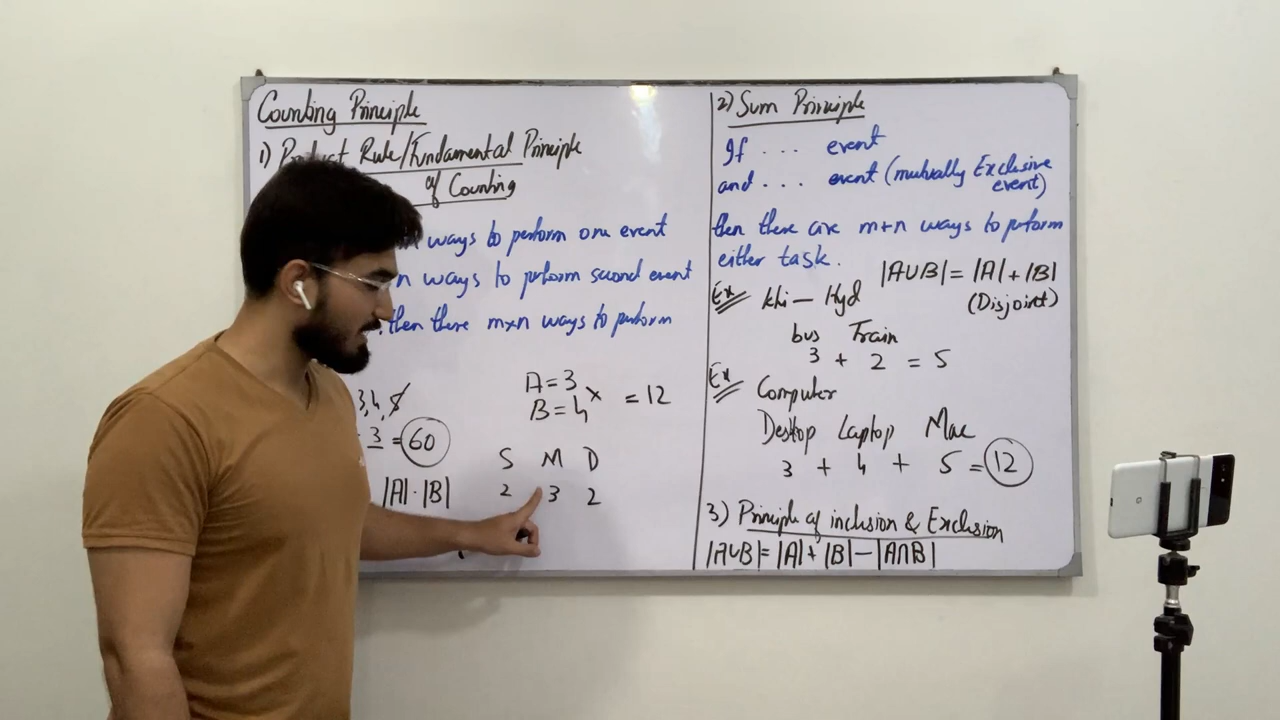 Counting Principle
1) Product Rule/Fundamental Principle
of Counting
ways to perform one event
n ways to perform second event
then there m×n ways to perform
3,4,5
3 = 60
|A|·|B|
A=3
B=4 × = 12
S M D
2 3 2
2) Sum Principle
If ... event
and ... event (mutually Exclusive
event)
then there are m+n ways to perform
either task.
|AUB| = |A| + |B|
(Disjoint)
Ex Khi – Hyd
bus Train
3 + 2 = 5
Ex Computer
Desktop Laptop Mac
3 + 4 + 5 = 12
3) Principle of inclusion & Exclusion
|AUB| = |A| + |B| – |A∩B|